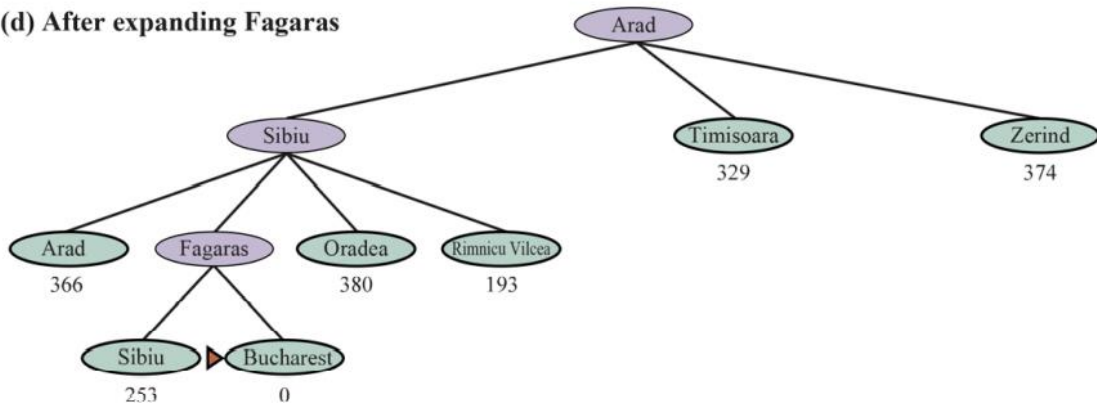 (d) After expanding Fagaras
Arad
Sibiu
Timisoara
Zerind
329
374
Arad
Fagaras
Oradea
Rimnicu Vilcea
366
380
193
Sibiu
Bucharest
253
0